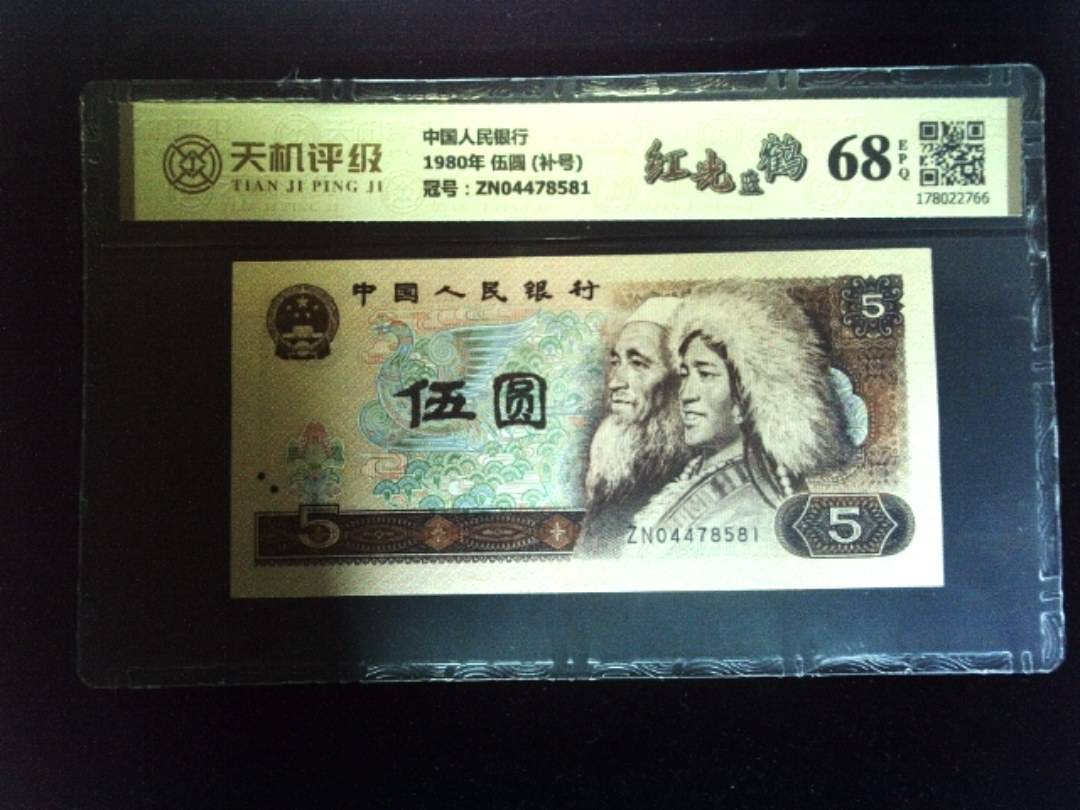 天机评级
TIAN JI PING JI
中国人民银行
1980年 伍圆 (补号)
冠号：ZN04478581
红光蓝鹤
68
EPQ
178022766
中国人民银行
5
伍圆
5
ZN04478581
5